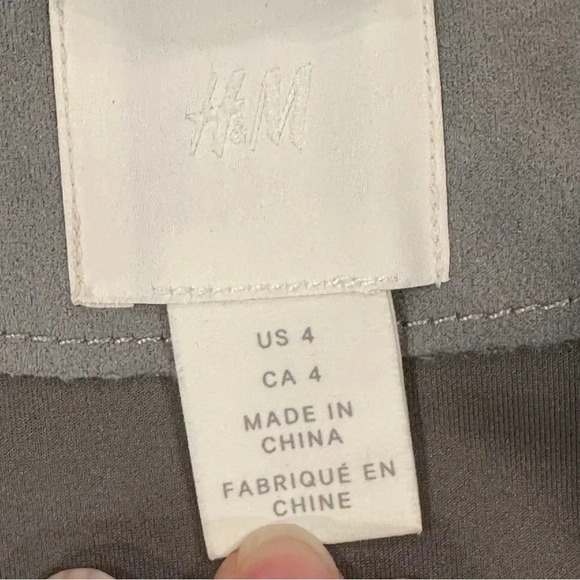 H&M
US 4
CA 4
MADE IN
CHINA
FABRIQUÉ EN
CHINE